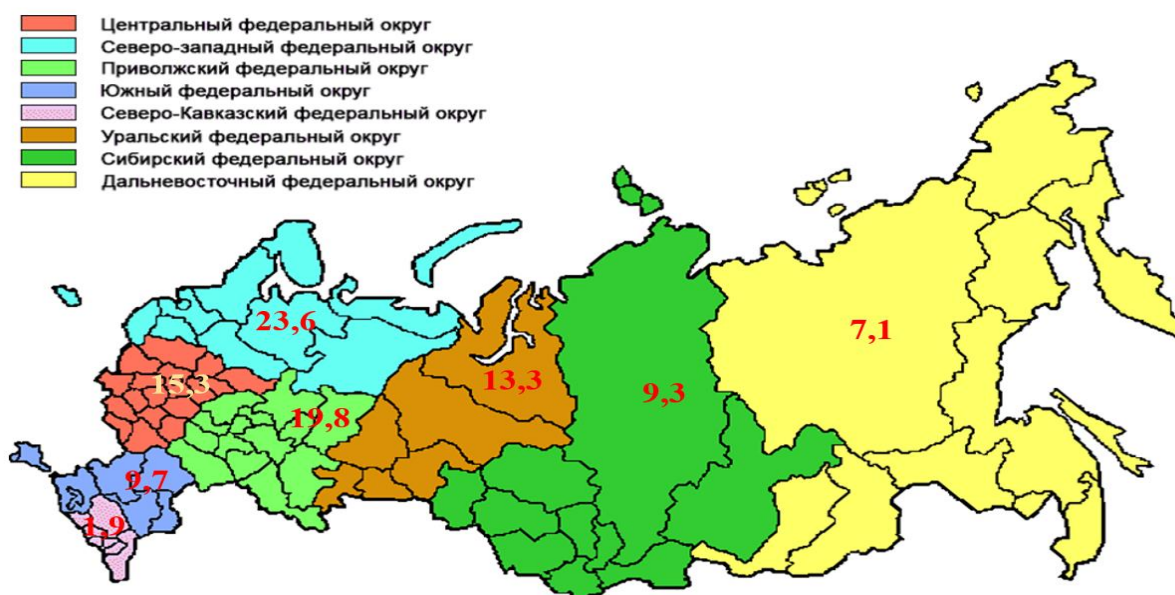 Центральный федеральный округ
Северо-западный федеральный округ
Приволжский федеральный округ
Южный федеральный округ
Северо-Кавказский федеральный округ
Уральский федеральный округ
Сибирский федеральный округ
Дальневосточный федеральный округ
23,6
7,1
15,3
13,3
9,3
19,8
9,7
1,9